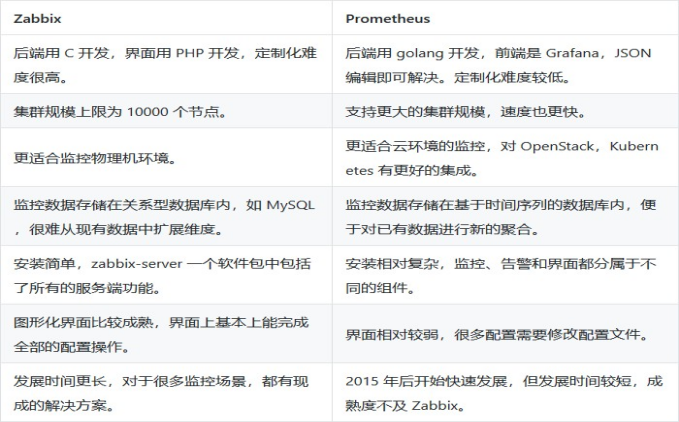 Zabbix
Prometheus
后端用 C 开发，界面用 PHP 开发，定制化难
度很高。
后端用 golang 开发，前端是 Grafana，JSON
编辑即可解决。定制化难度较低。
集群规模上限为 10000 个节点。
支持更大的集群规模，速度也更快。
更适合监控物理机环境。
更适合云环境的监控，对 OpenStack，Kubern
etes 有更好的集成。
监控数据存储在关系型数据库内，如 MySQL
，很难从现有数据中扩展维度。
监控数据存储在基于时间序列的数据库内，便
于对已有数据进行新的聚合。
安装简单，zabbix-server 一个软件包中包括
了所有的服务端功能。
安装相对复杂，监控、告警和界面都分属于不
同的组件。
图形化界面比较成熟，界面上基本上能完成
全部的配置操作。
界面相对较弱，很多配置需要修改配置文件。
发展时间更长，对于很多监控场景，都有现
成的解决方案。
2015 年后开始快速发展，但发展时间较短，成
熟度不及 Zabbix。